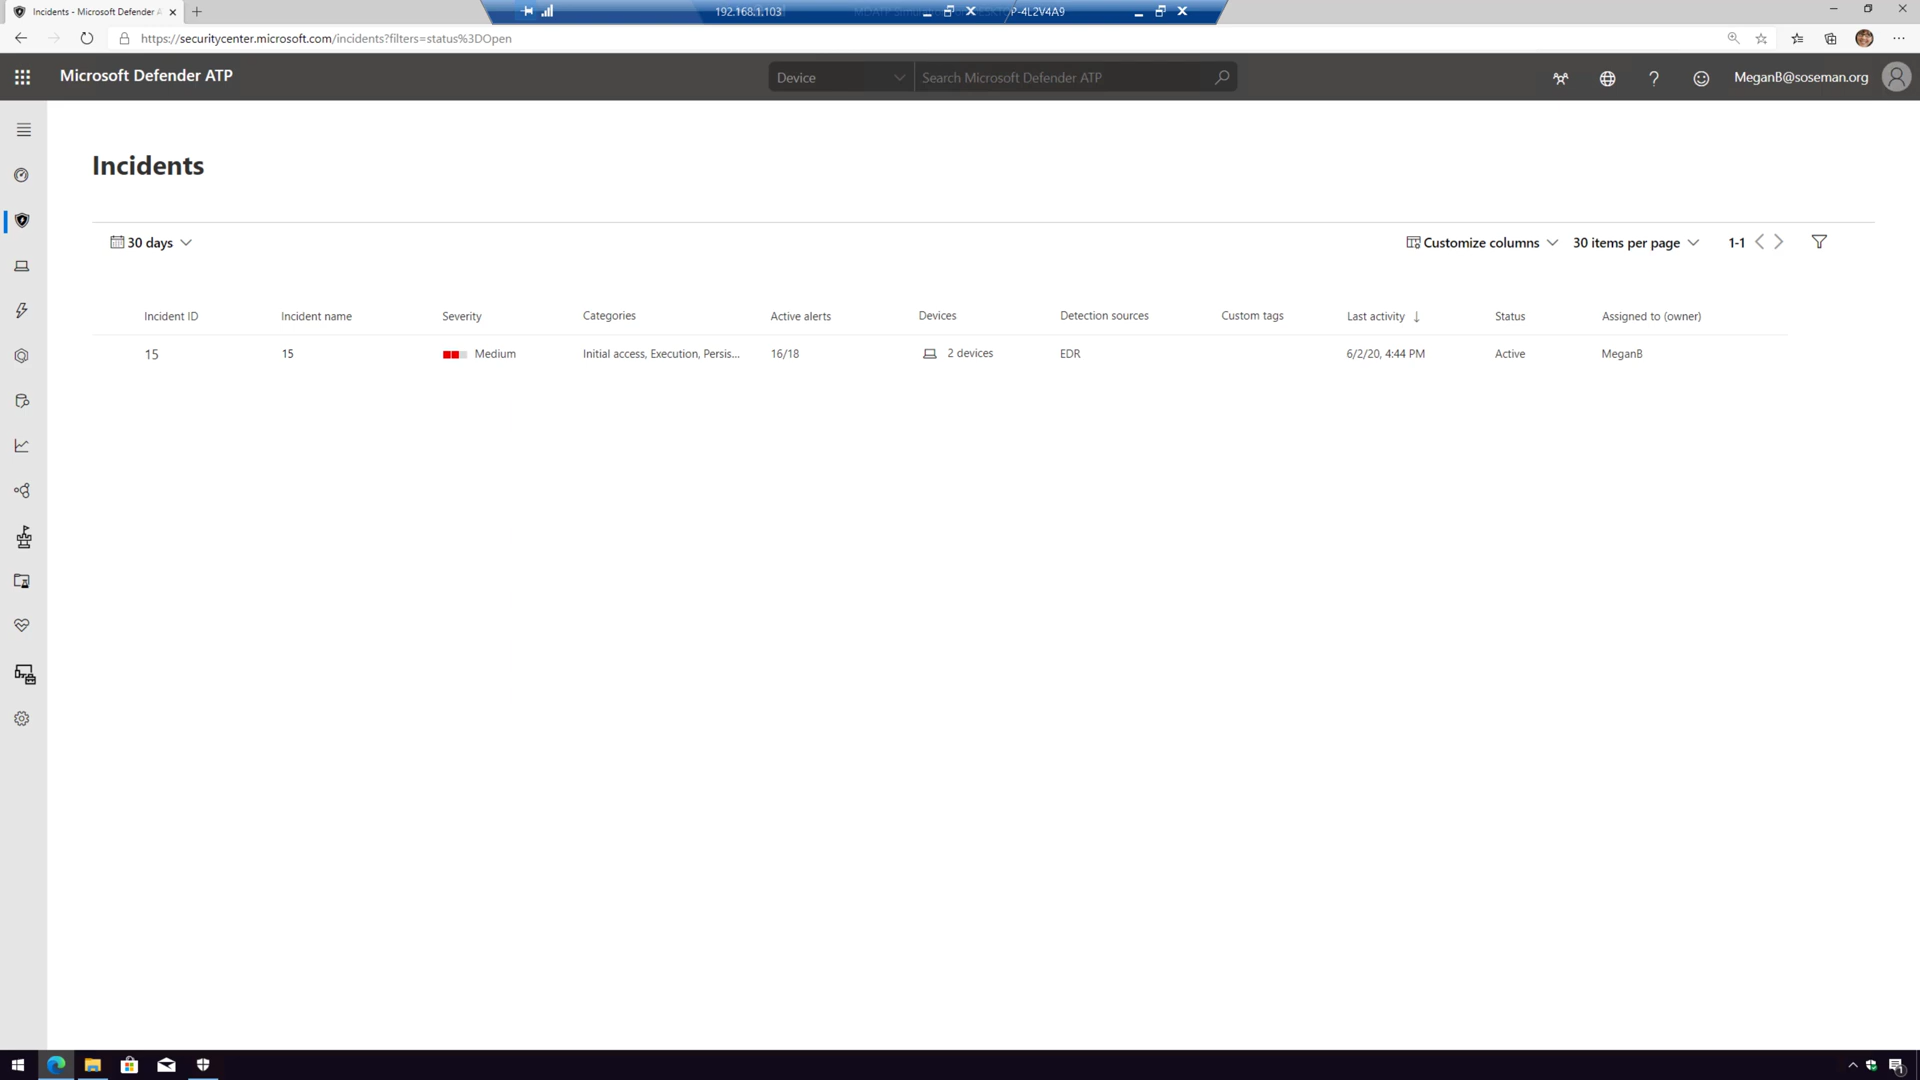 Incidents - Microsoft Defender A
192.168.1.103
P-4L2V4A9
https://securitycenter.microsoft.com/incidents?filters=status%3DOpen
Microsoft Defender ATP
Device
Search Microsoft Defender ATP
MeganB@soseman.org
Incidents
30 days
Customize columns
30 items per page
1-1
Incident ID
Incident name
Severity
Categories
Active alerts
Devices
Detection sources
Custom tags
Last activity ↓
Status
Assigned to (owner)
15
15
Medium
Initial access, Execution, Persis...
16/18
2 devices
EDR
6/2/20, 4:44 PM
Active
MeganB